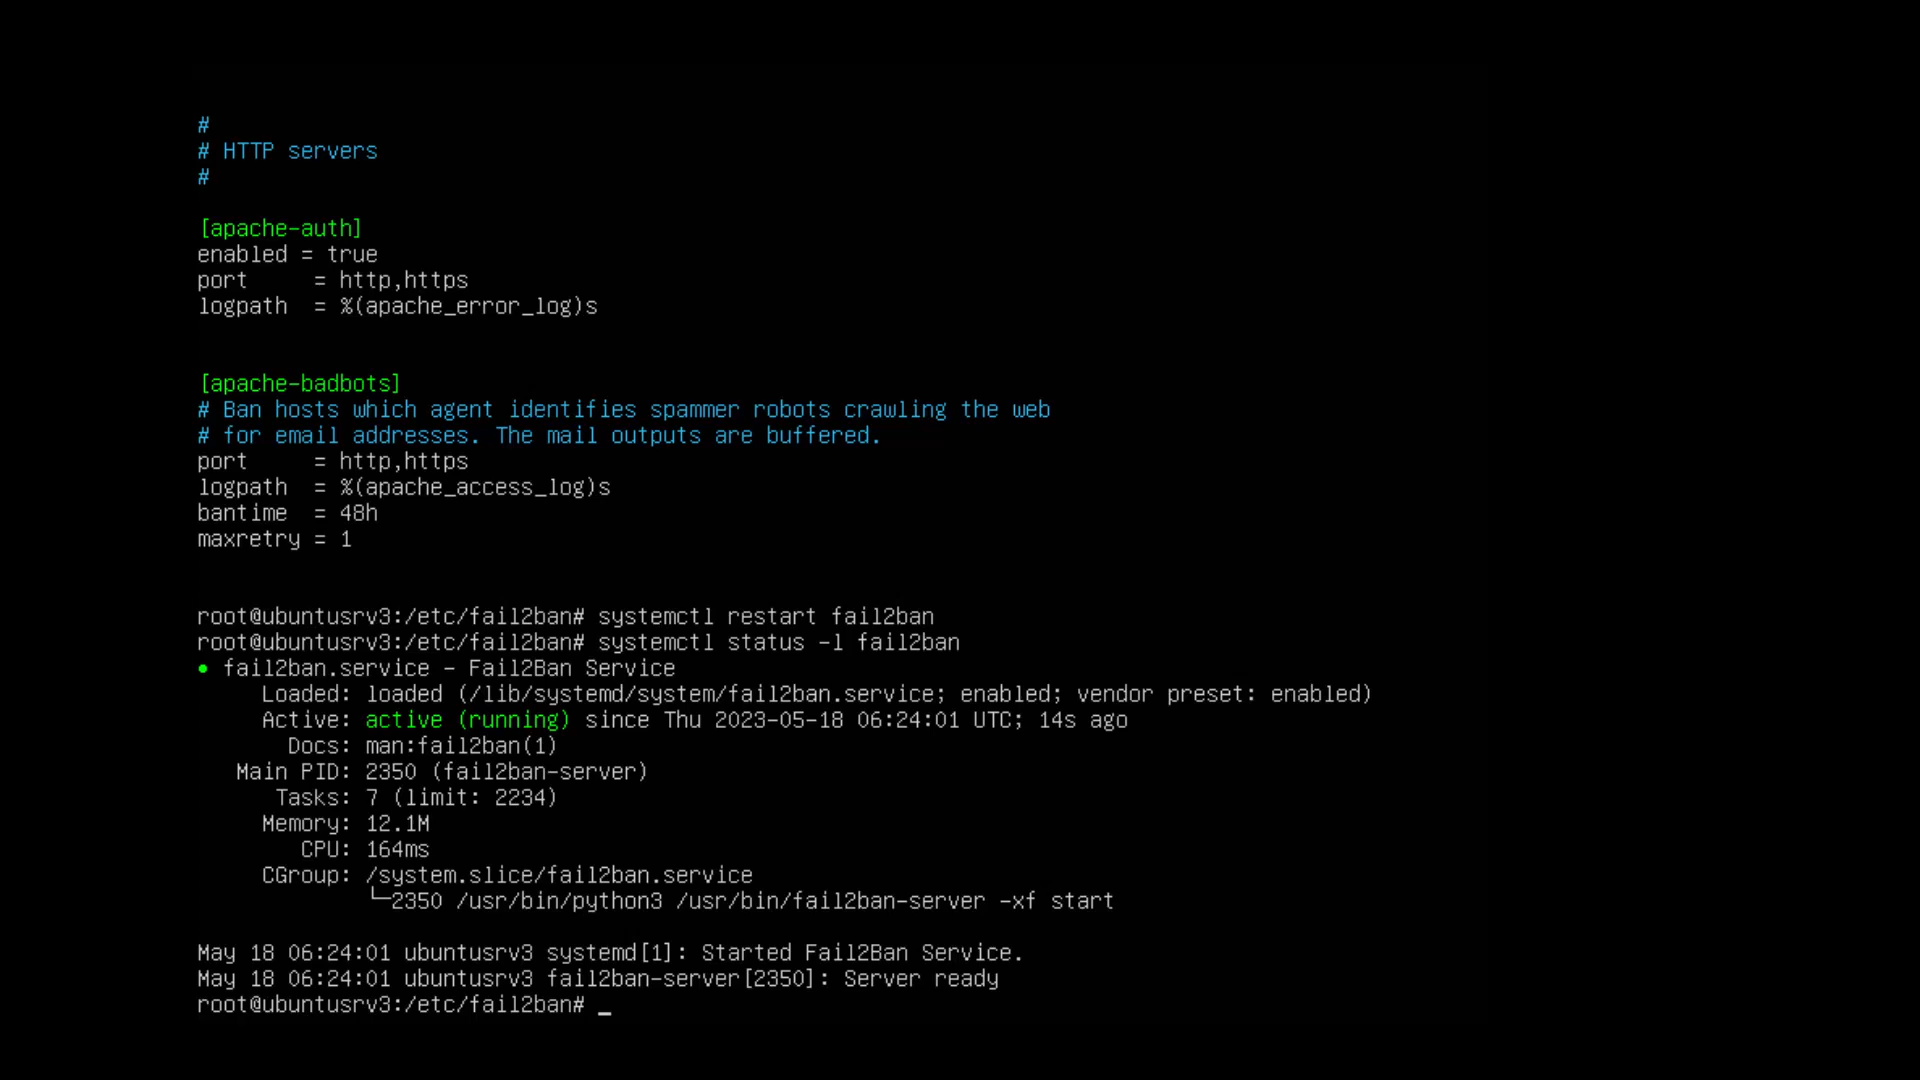 #
# HTTP servers
#
[apache-auth]
enabled = true
port     = http,https
logpath  = %(apache_error_log)s
[apache-badbots]
# Ban hosts which agent identifies spammer robots crawling the web
# for email addresses. The mail outputs are buffered.
port     = http,https
logpath  = %(apache_access_log)s
bantime  = 48h
maxretry = 1
root@ubuntusrv3:/etc/fail2ban# systemctl restart fail2ban
root@ubuntusrv3:/etc/fail2ban# systemctl status -l fail2ban
● fail2ban.service - Fail2Ban Service
     Loaded: loaded (/lib/systemd/system/fail2ban.service; enabled; vendor preset: enabled)
     Active: active (running) since Thu 2023-05-18 06:24:01 UTC; 14s ago
       Docs: man:fail2ban(1)
   Main PID: 2350 (fail2ban-server)
      Tasks: 7 (limit: 2234)
     Memory: 12.1M
        CPU: 164ms
     CGroup: /system.slice/fail2ban.service
             └─2350 /usr/bin/python3 /usr/bin/fail2ban-server -xf start
May 18 06:24:01 ubuntusrv3 systemd[1]: Started Fail2Ban Service.
May 18 06:24:01 ubuntusrv3 fail2ban-server[2350]: Server ready
root@ubuntusrv3:/etc/fail2ban# _